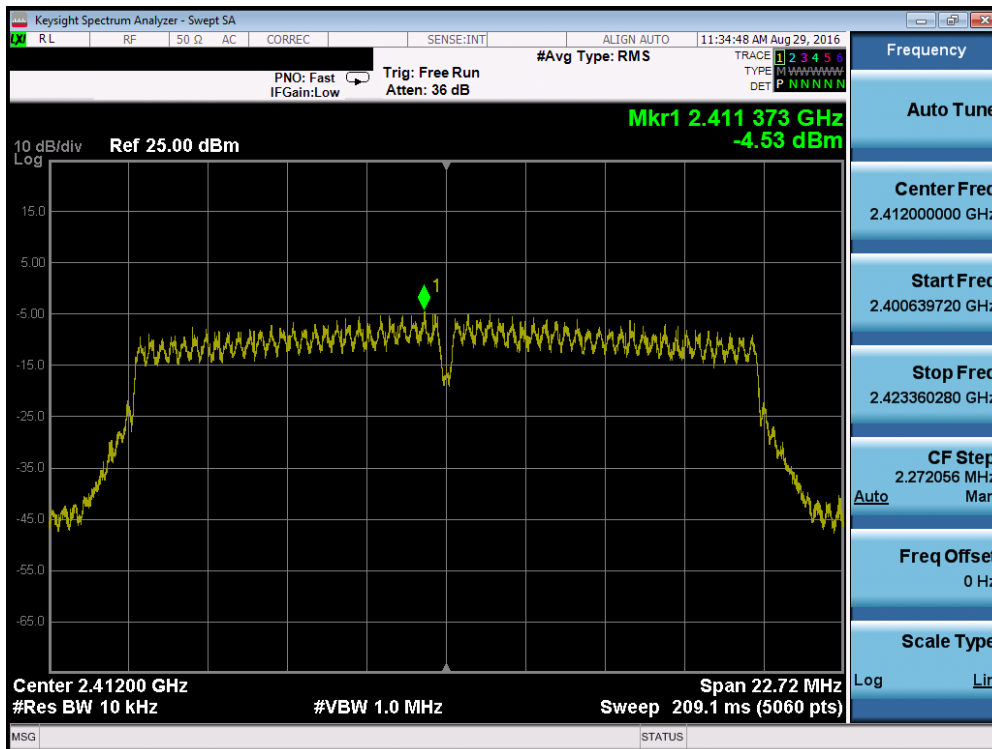 Keysight Spectrum Analyzer - Swept SA
LXI RL RF 50 Ω AC CORREC SENSE:INT ALIGN AUTO 11:34:48 AM Aug 29, 2016
#Avg Type: RMS
TRACE 1 2 3 4 5 6
PNO: Fast Trig: Free Run
TYPE M WWWWW
IFGain:Low Atten: 36 dB
DET P N N N N N
Mkr1 2.411 373 GHz
-4.53 dBm
10 dB/div Ref 25.00 dBm
Log
15.0
5.00
1
-5.00
-15.0
-25.0
-35.0
-45.0
-55.0
-65.0
Center 2.41200 GHz Span 22.72 MHz
#Res BW 10 kHz #VBW 1.0 MHz Sweep 209.1 ms (5060 pts)
MSG STATUS
Frequency
Auto Tune
Center Freq
2.412000000 GHz
Start Freq
2.400639720 GHz
Stop Freq
2.423360280 GHz
CF Step
2.272056 MHz
Auto Man
Freq Offset
0 Hz
Scale Type
Log Lin